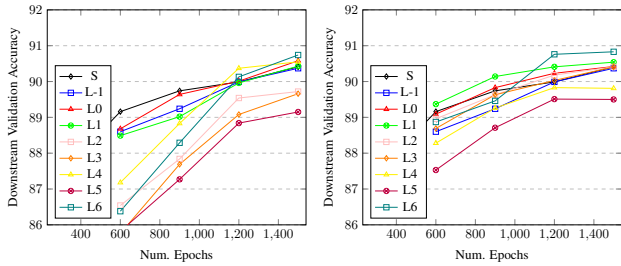 Downstream Validation Accuracy
92
91
90
89
88
87
86
S
L-1
L0
L1
L2
L3
L4
L5
L6
400 600 800 1,000 1,200 1,400
Num. Epochs
Downstream Validation Accuracy
92
91
90
89
88
87
86
S
L-1
L0
L1
L2
L3
L4
L5
L6
400 600 800 1,000 1,200 1,400
Num. Epochs